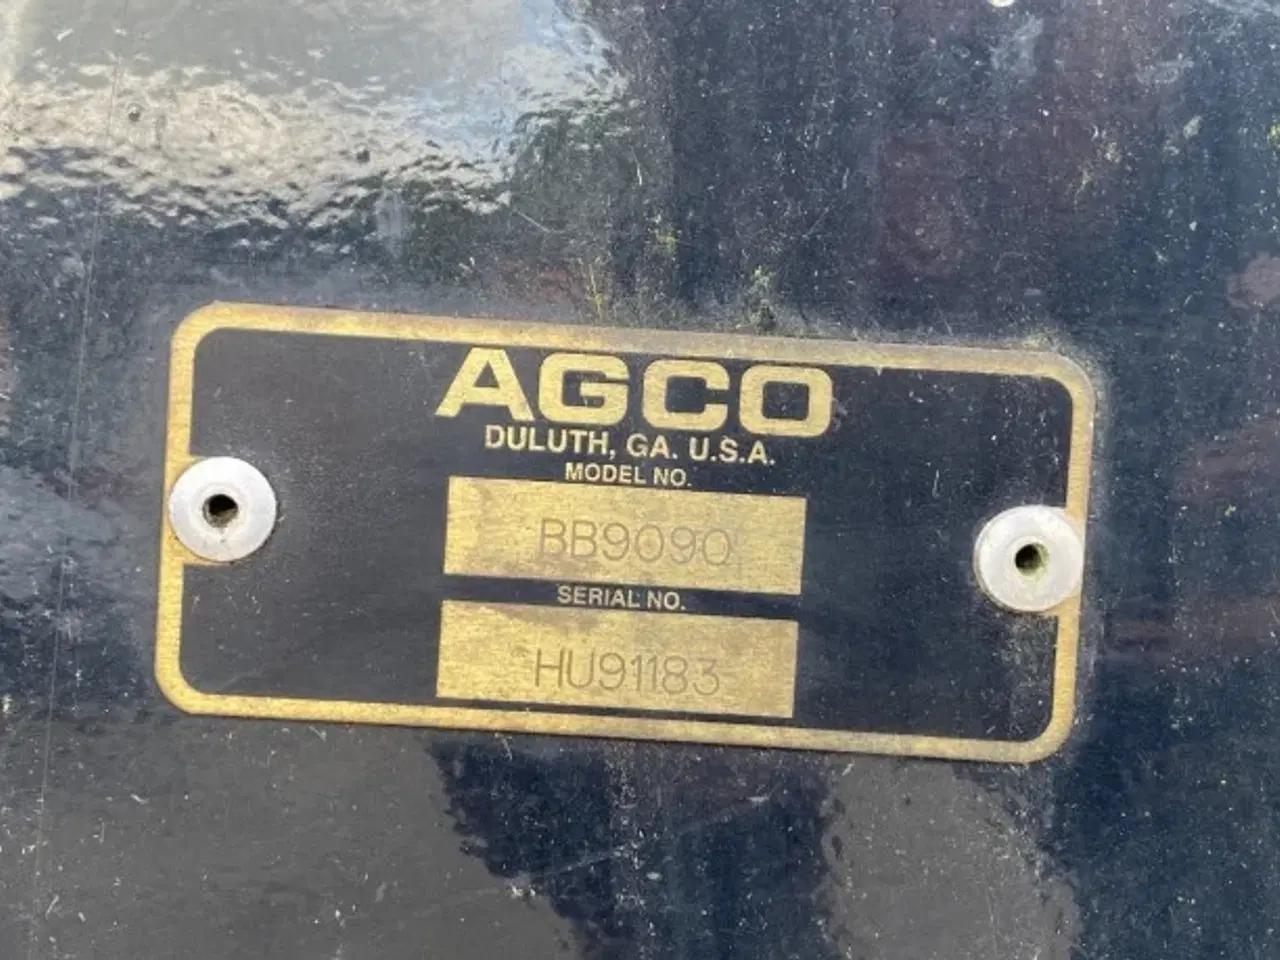 AGCO
DULUTH, GA. U.S.A.
MODEL NO.
BB9090
SERIAL NO.
HU91183